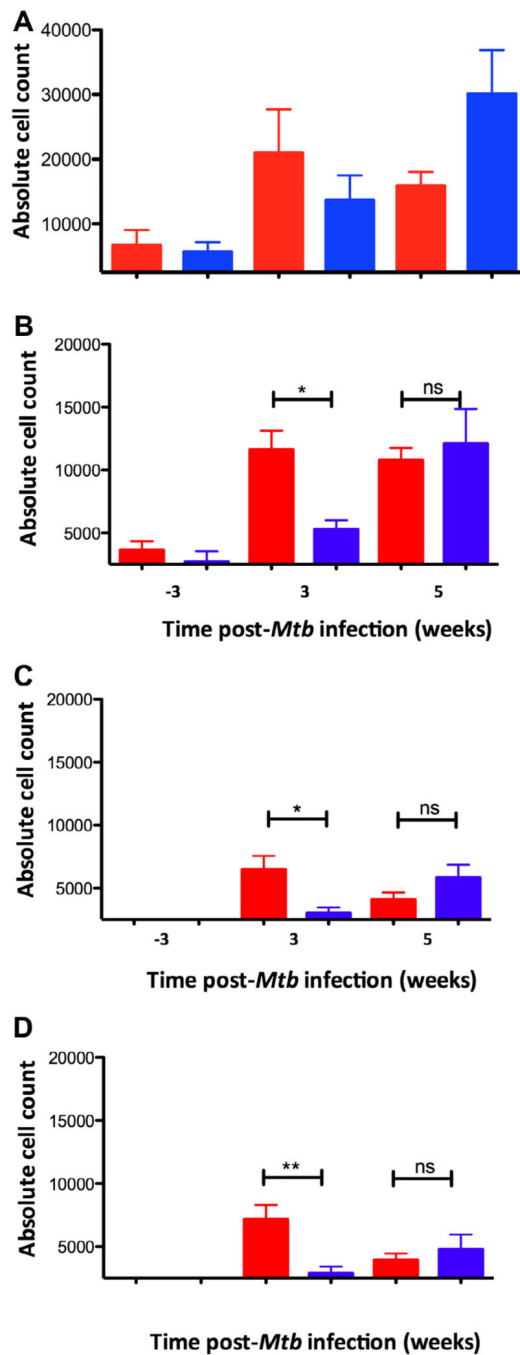 A
Absolute cell count
40000
30000
20000
10000
B
Absolute cell count
20000
15000
10000
5000
* ns
-3 3 5
Time post-Mtb infection (weeks)
C
Absolute cell count
20000
15000
10000
5000
* ns
-3 3 5
Time post-Mtb infection (weeks)
D
Absolute cell count
20000
15000
10000
5000
** ns
Time post-Mtb infection (weeks)